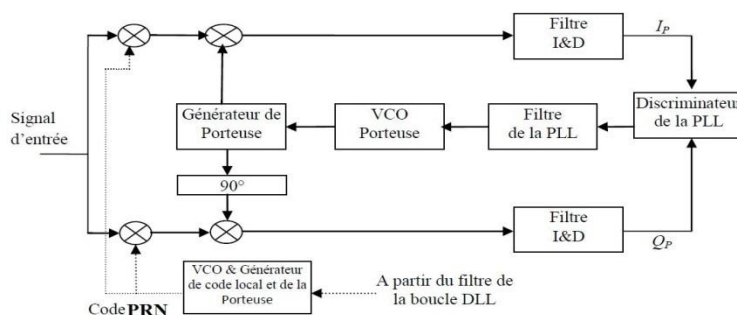 Filtre
I&D
I_P
Signal
d'entrée
Générateur de
Porteuse
VCO
Porteuse
Filtre
de la PLL
Discriminateur
de la PLL
90°
Filtre
I&D
Q_P
VCO & Générateur
de code local et de la
Porteuse
A partir du filtre de
la boucle DLL
Code PRN